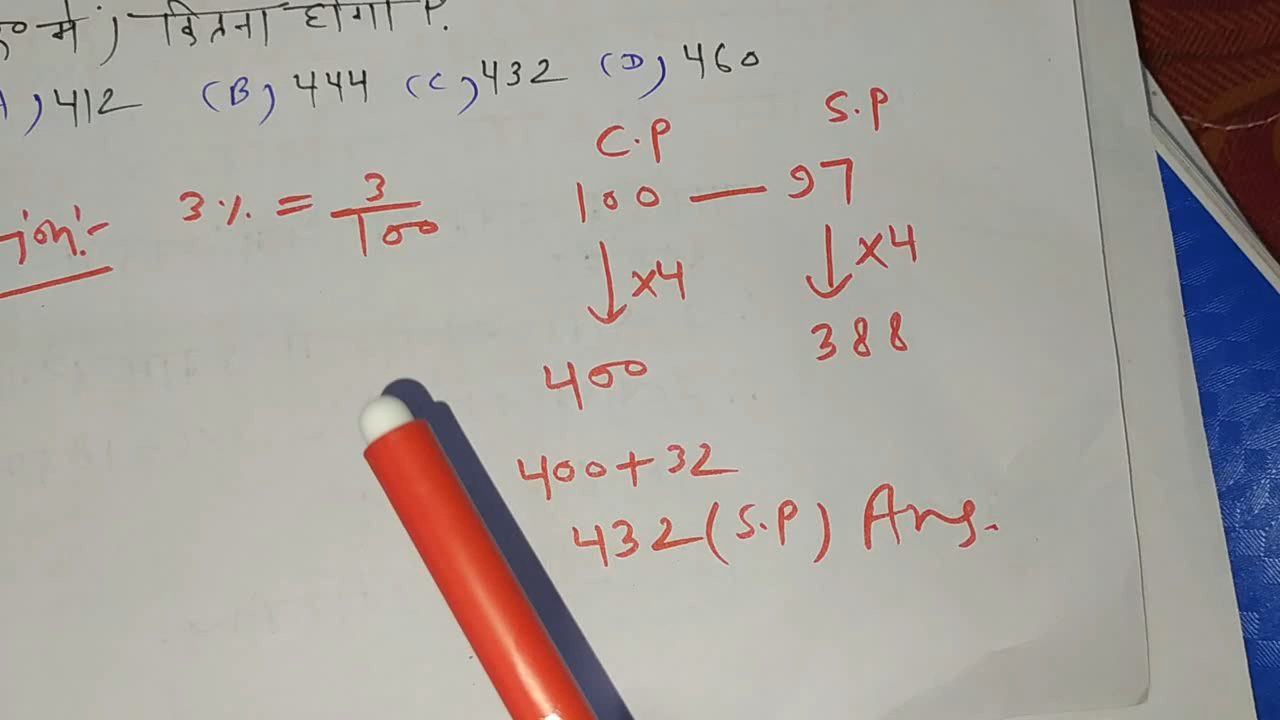 में, कितना होगा ?
A) 412 (B) 444 (C) 432 (D) 460
C.P S.P
3% = 3/100 100 — 97
↓×4 ↓×4
400 388
400+32
432 (S.P) Ans.